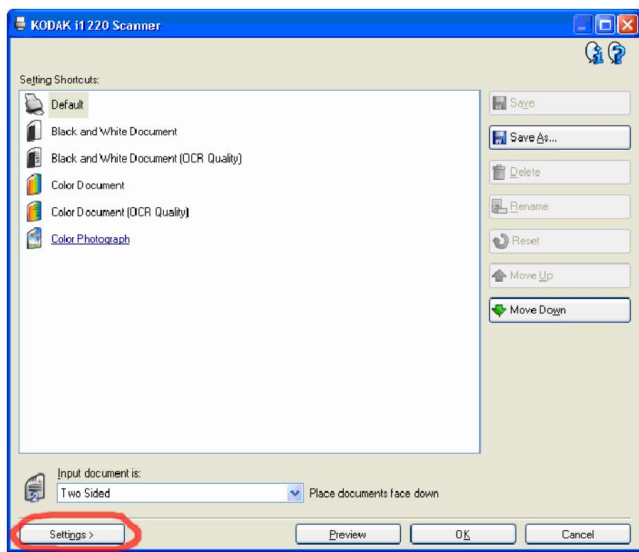 KODAK i1220 Scanner
Setting Shortcuts:
Default
Black and White Document
Black and White Document (OCR Quality)
Color Document
Color Document (OCR Quality)
Color Photograph
Save
Save As...
Delete
Rename
Reset
Move Up
Move Down
Input document is:
Two Sided
Place documents face down
Settings >
Preview
OK
Cancel